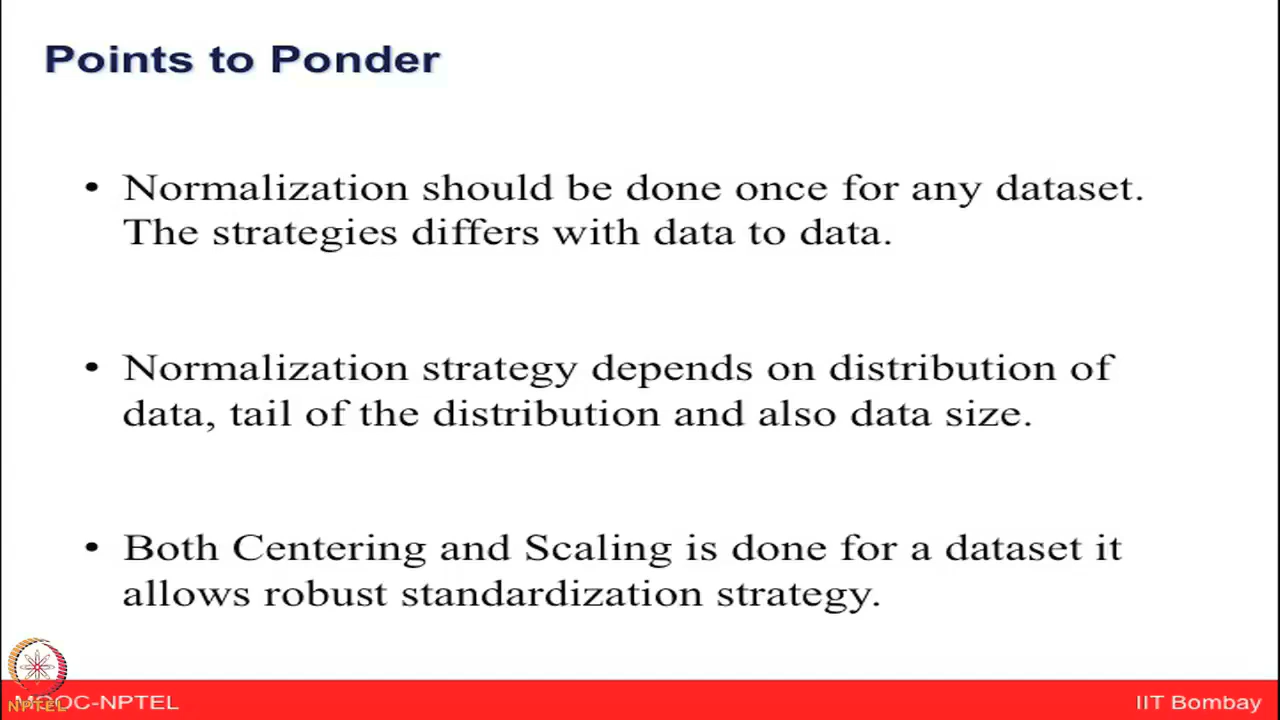 Points to Ponder
• Normalization should be done once for any dataset.
The strategies differs with data to data.
• Normalization strategy depends on distribution of
data, tail of the distribution and also data size.
• Both Centering and Scaling is done for a dataset it
allows robust standardization strategy.
NPTEL
MOOC-NPTEL
IIT Bombay